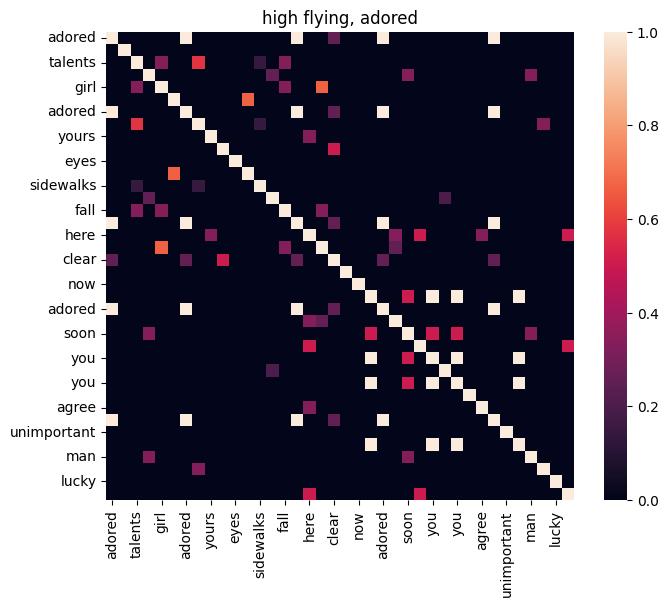 high flying, adored
adored
talents
girl
adored
yours
eyes
sidewalks
fall
here
clear
now
adored
soon
you
you
agree
unimportant
man
lucky
1.0
0.8
0.6
0.4
0.2
0.0
adored
talents
girl
adored
yours
eyes
sidewalks
fall
here
clear
now
adored
soon
you
you
agree
unimportant
man
lucky